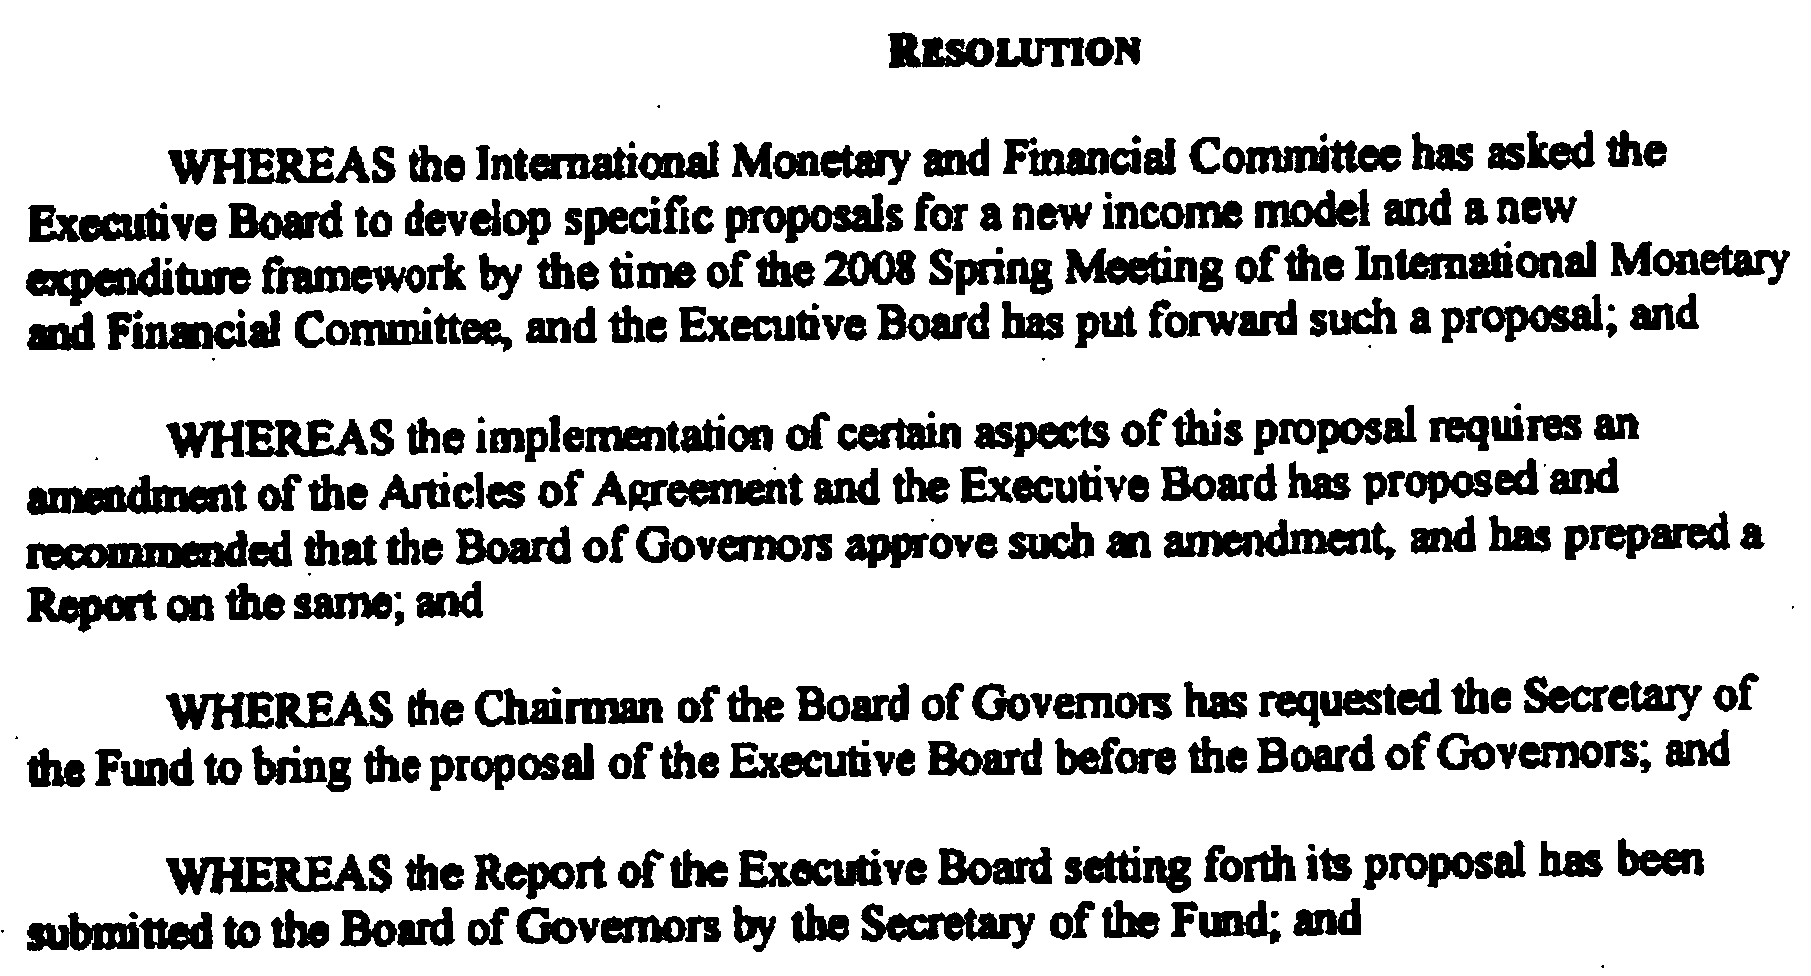 RESOLUTION
WHEREAS the International Monetary and Financial Committee has asked the
Executive Board to develop specific proposals for a new income model and a new
expenditure framework by the time of the 2008 Spring Meeting of the International Monetary
and Financial Committee, and the Executive Board has put forward such a proposal; and
WHEREAS the implementation of certain aspects of this proposal requires an
amendment of the Articles of Agreement and the Executive Board has proposed and
recommended that the Board of Governors approve such an amendment, and has prepared a
Report on the same; and
WHEREAS the Chairman of the Board of Governors has requested the Secretary of
the Fund to bring the proposal of the Executive Board before the Board of Governors; and
WHEREAS the Report of the Executive Board setting forth its proposal has been
submitted to the Board of Governors by the Secretary of the Fund; and